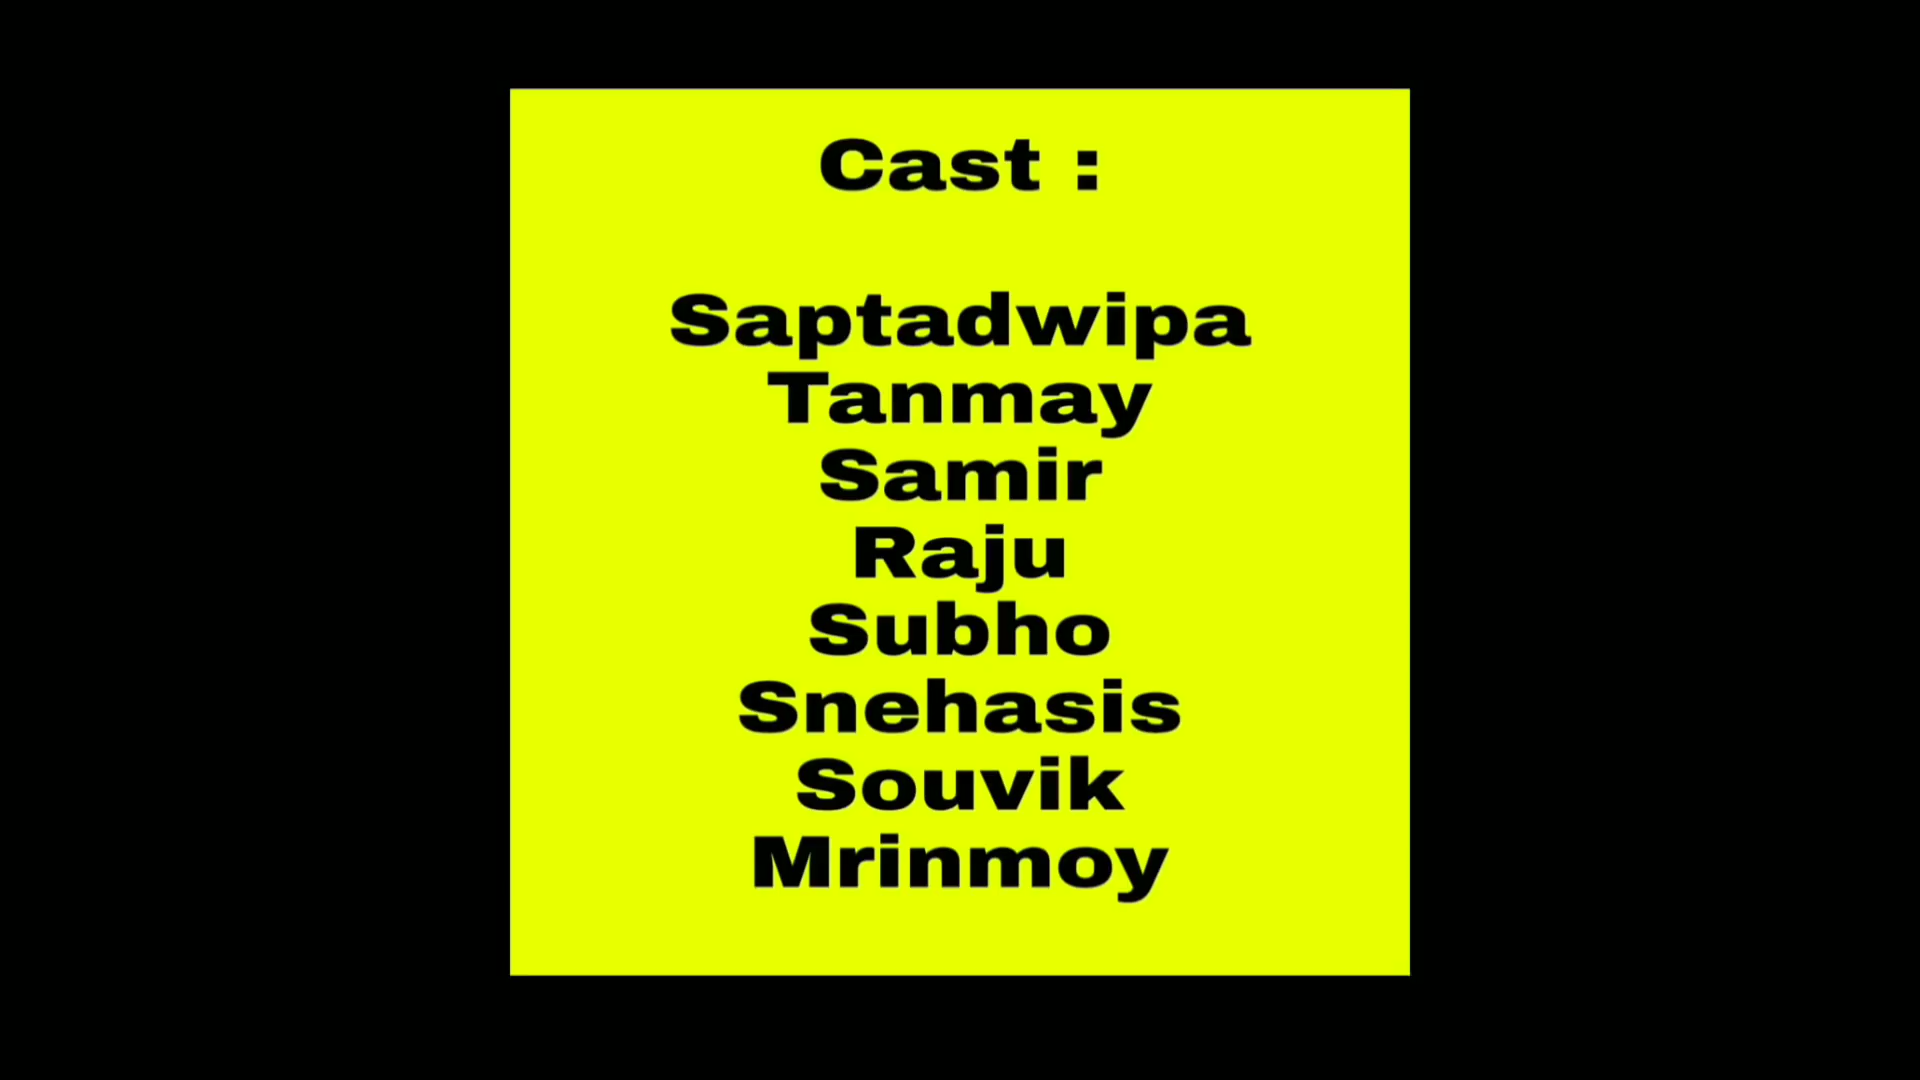 Cast :
Saptadwipa
Tanmay
Samir
Raju
Subho
Snehasis
Souvik
Mrinmoy